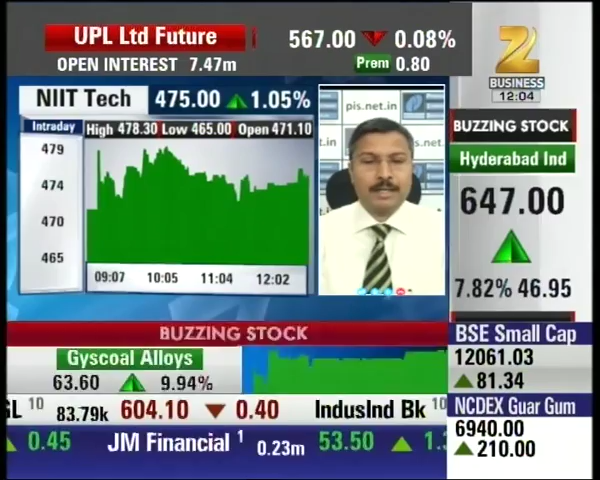 UPL Ltd Future
567.00 0.08%
OPEN INTEREST 7.47m
Prem 0.80
Z
BUSINESS
12:04
NIIT Tech 475.00 1.05%
Intraday High 478.30 Low 465.00 Open 471.10
479
474
470
465
09:07 10:05 11:04 12:02
pis.net.in
t.in
BUZZING STOCK
Hyderabad Ind
647.00
7.82% 46.95
BUZZING STOCK
Gyscoal Alloys
63.60 9.94%
BSE Small Cap
12061.03
81.34
GL 10 83.79k 604.10 0.40 IndusInd Bk 10
NCDEX Guar Gum
6940.00
210.00
0.45 JM Financial 1 0.23m 53.50 1.